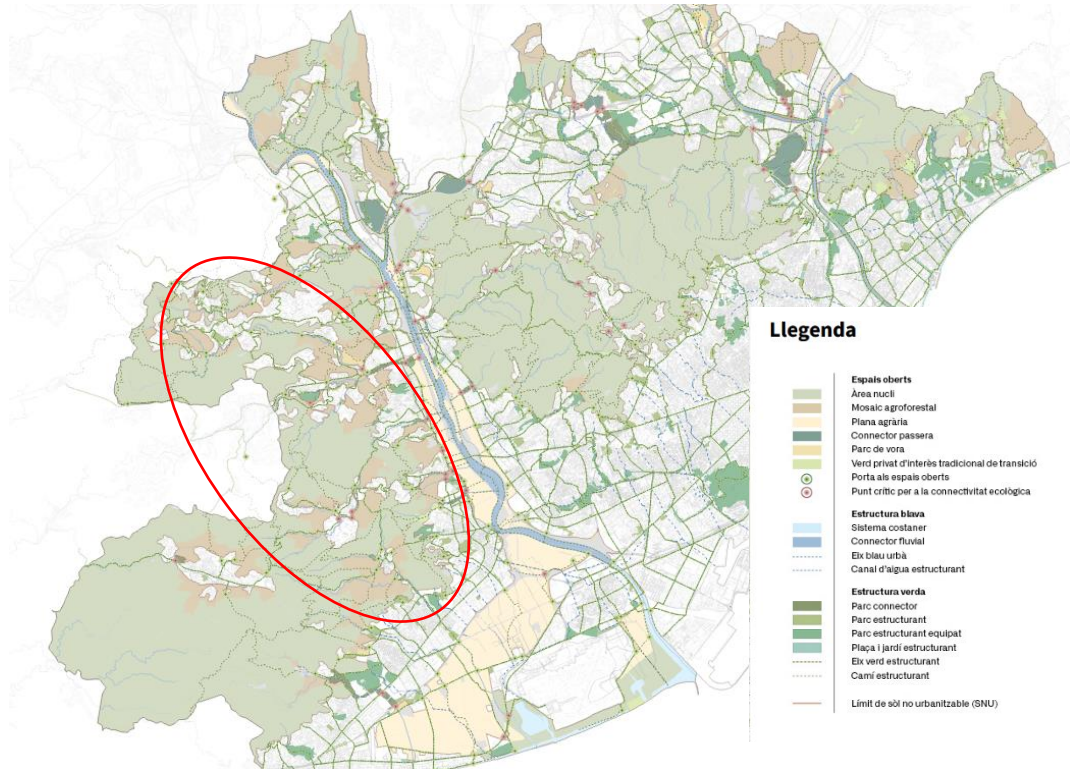 Llegenda
Espais oberts
Àrea nucli
Mosaic agroforestal
Plana agrària
Connector passera
Parc de vora
Verd privat d'interès tradicional de transició
Porta als espais oberts
Punt crític per a la connectivitat ecològica
Estructura blava
Sistema costaner
Connector fluvial
Eix blau urbà
Canal d'aigua estructurant
Estructura verda
Parc connector
Parc estructurant
Parc estructurant equipat
Plaça i jardí estructurant
Eix verd estructurant
Camí estructurant
Límit de sòl no urbanitzable (SNU)